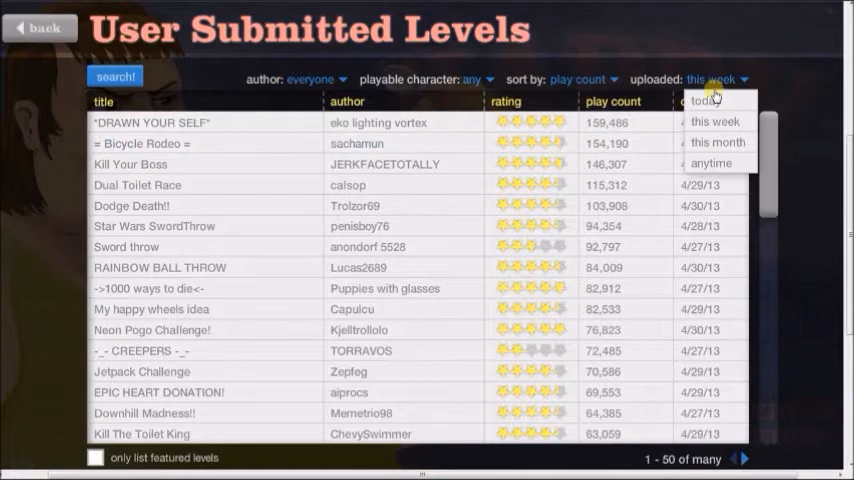 back
User Submitted Levels
search! author: everyone playable character: any sort by: play count uploaded: this week
title author rating play count
today
this week
this month
anytime
*DRAWN YOUR SELF* eko lighting vortex 159,486
= Bicycle Rodeo = sachamun 154,190
Kill Your Boss JERKFACETOTALLY 146,307
Dual Toilet Race calsop 115,312 4/29/13
Dodge Death!! Trolzor69 103,908 4/30/13
Star Wars SwordThrow penisboy76 94,354 4/28/13
Sword throw anondorf 5528 92,797 4/27/13
RAINBOW BALL THROW Lucas2689 84,009 4/30/13
->1000 ways to die<- Puppies with glasses 82,912 4/27/13
My happy wheels idea Capulcu 82,533 4/29/13
Neon Pogo Challenge! Kjelltrollolo 76,823 4/30/13
-_- CREEPERS -_- TORRAVOS 72,485 4/27/13
Jetpack Challenge Zepfeg 70,586 4/29/13
EPIC HEART DONATION! aiprocs 69,553 4/29/13
Downhill Madness!! Memetrio98 64,385 4/27/13
Kill The Toilet King ChevySwimmer 63,059 4/29/13
only list featured levels 1 - 50 of many